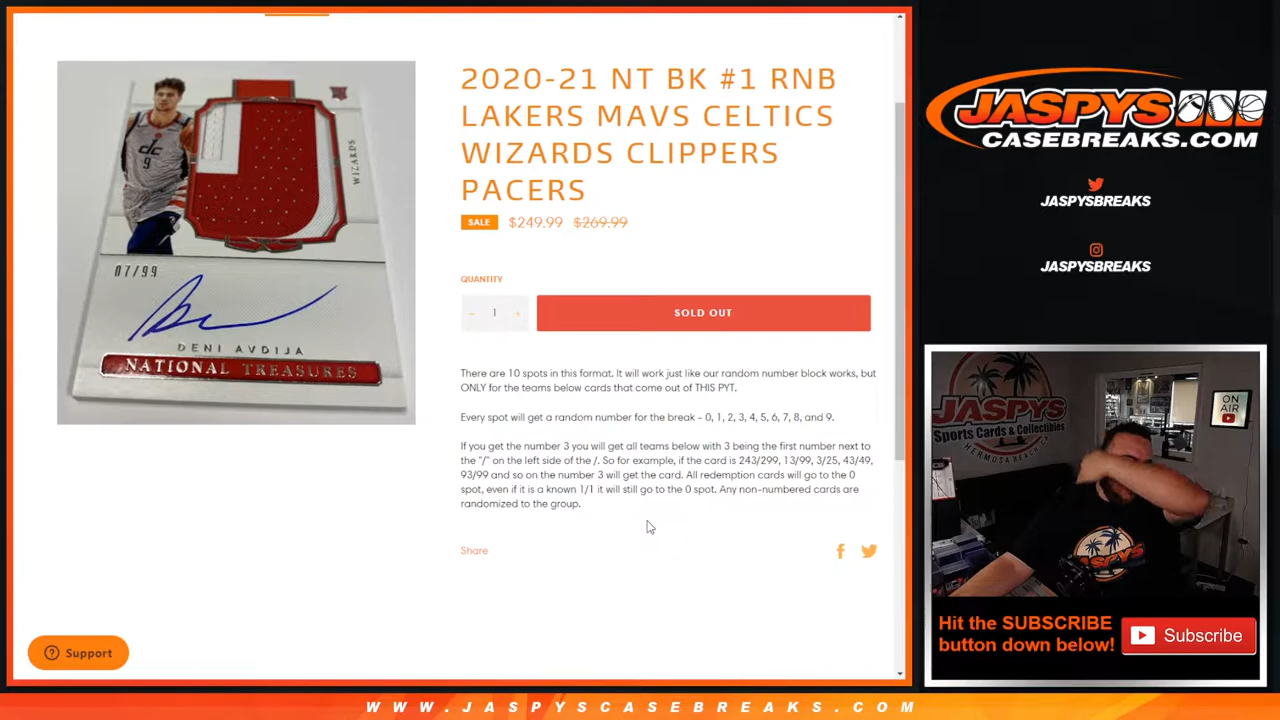 2020-21 NT BK #1 RNB
LAKERS MAVS CELTICS
WIZARDS CLIPPERS
PACERS
SALE $249.99 $269.99
QUANTITY
− 1 +
SOLD OUT
There are 10 spots in this format. It will work just like our random number block works, but
ONLY for the teams below cards that come out of THIS PYT.
Every spot will get a random number for the break - 0, 1, 2, 3, 4, 5, 6, 7, 8, and 9.
If you get the number 3 you will get all teams below with 3 being the first number next to
the "/" on the left side of the /. So for example, if the card is 243/299, 13/99, 3/25, 43/49,
93/99 and so on the number 3 will get the card. All redemption cards will go to the 0
spot, even if it is a known 1/1 it will still go to the 0 spot. Any non-numbered cards are
randomized to the group.
Share
Support
dc
9
WIZARDS
07/99
DENI AVDIJA
NATIONAL TREASURES
JASPYS
CASEBREAKS.COM
JASPYSBREAKS
JASPYSBREAKS
JASPYS
Sports Cards & Collectibles
HERMOSA BEACH, CA
ON
AIR
JASPYS
Hit the SUBSCRIBE
button down below!
Subscribe
WWW.JASPYSCASEBREAKS.COM